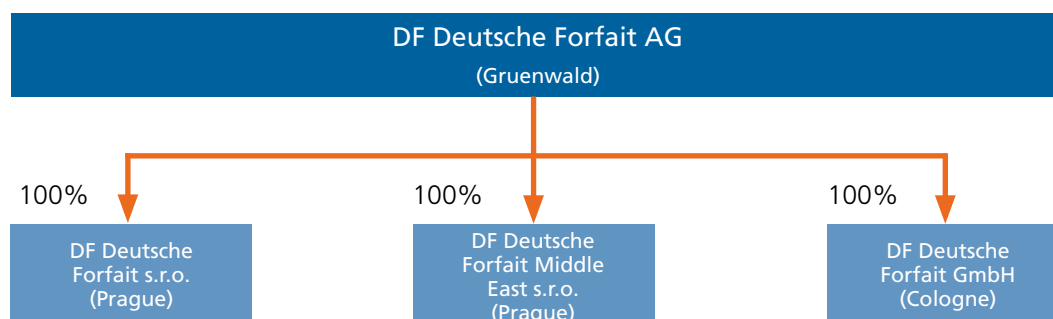 DF Deutsche Forfait AG
(Gruenwald)
100%
100%
100%
DF Deutsche
Forfait s.r.o.
(Prague)
DF Deutsche
Forfait Middle
East s.r.o.
(Prague)
DF Deutsche
Forfait GmbH
(Cologne)